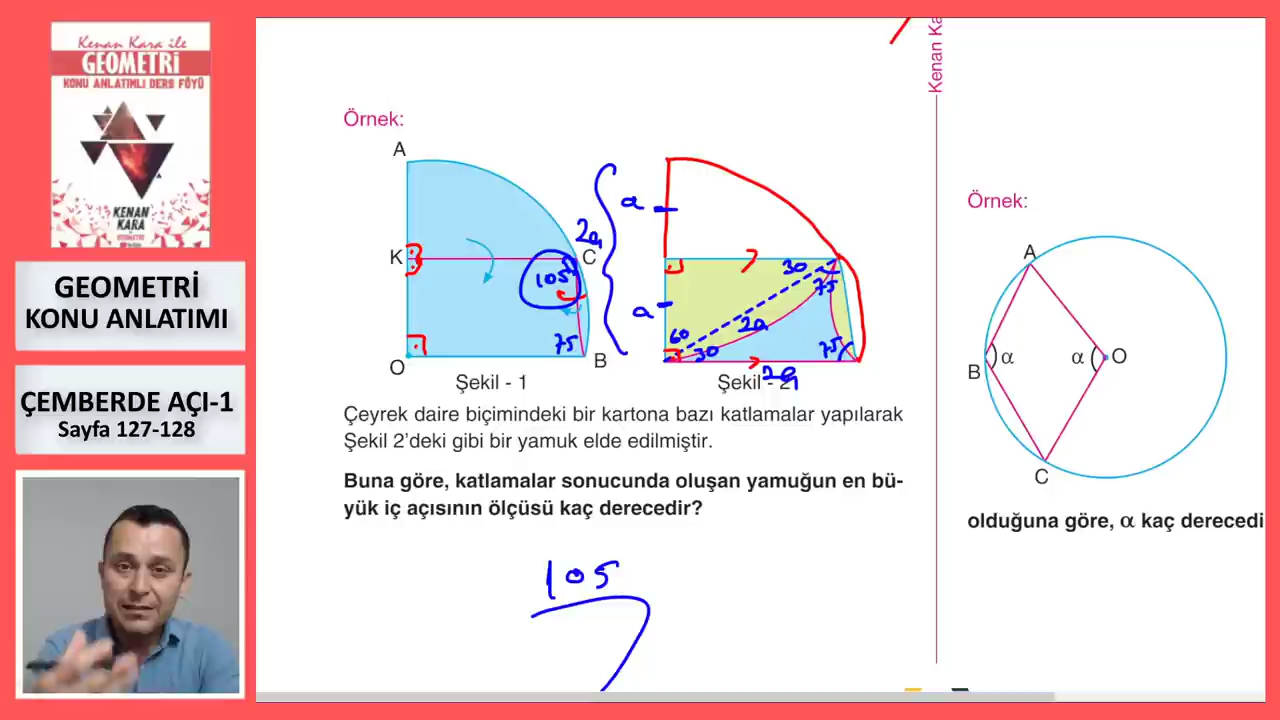 Kenan Kara ile
GEOMETRİ
KONU ANLATIMLI DERS FÖYÜ
KENAN
KARA
GEOMETRİ
KONU ANLATIMI
ÇEMBERDE AÇI-1
Sayfa 127-128
Örnek:
A
K
C
O
B
105
75
2a
Şekil - 1
a
a
30
75
60
2a
30
75
2a
Şekil - 2
Çeyrek daire biçimindeki bir kartona bazı katlamalar yapılarak
Şekil 2'deki gibi bir yamuk elde edilmiştir.
Buna göre, katlamalar sonucunda oluşan yamuğun en bü-
yük iç açısının ölçüsü kaç derecedir?
105
Kenan Ka
Örnek:
A
B
α
α
O
C
olduğuna göre, α kaç derecedi